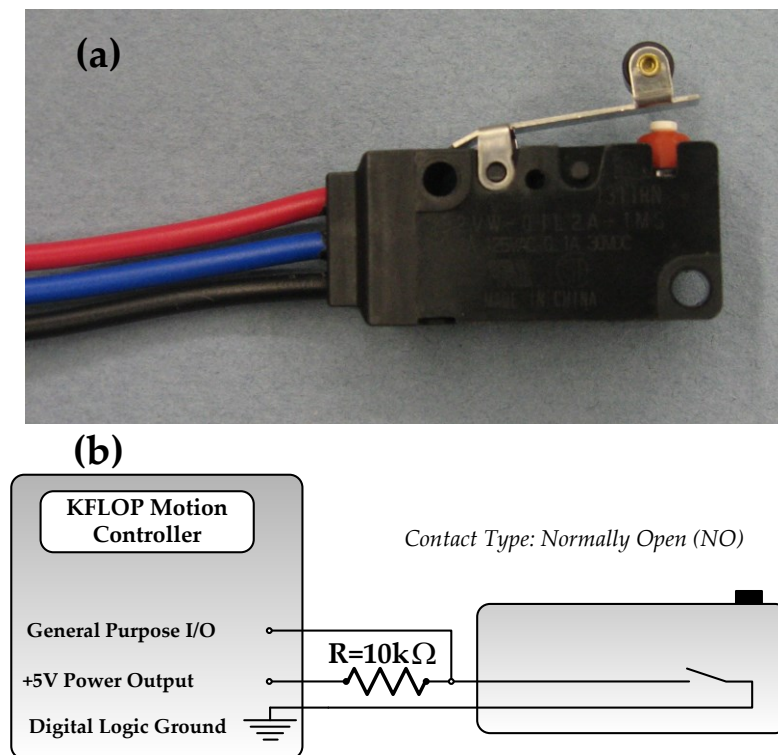 (a)
MADE IN CHINA
(b)
KFLOP Motion
Controller
Contact Type: Normally Open (NO)
General Purpose I/O
R=10kΩ
+5V Power Output
Digital Logic Ground